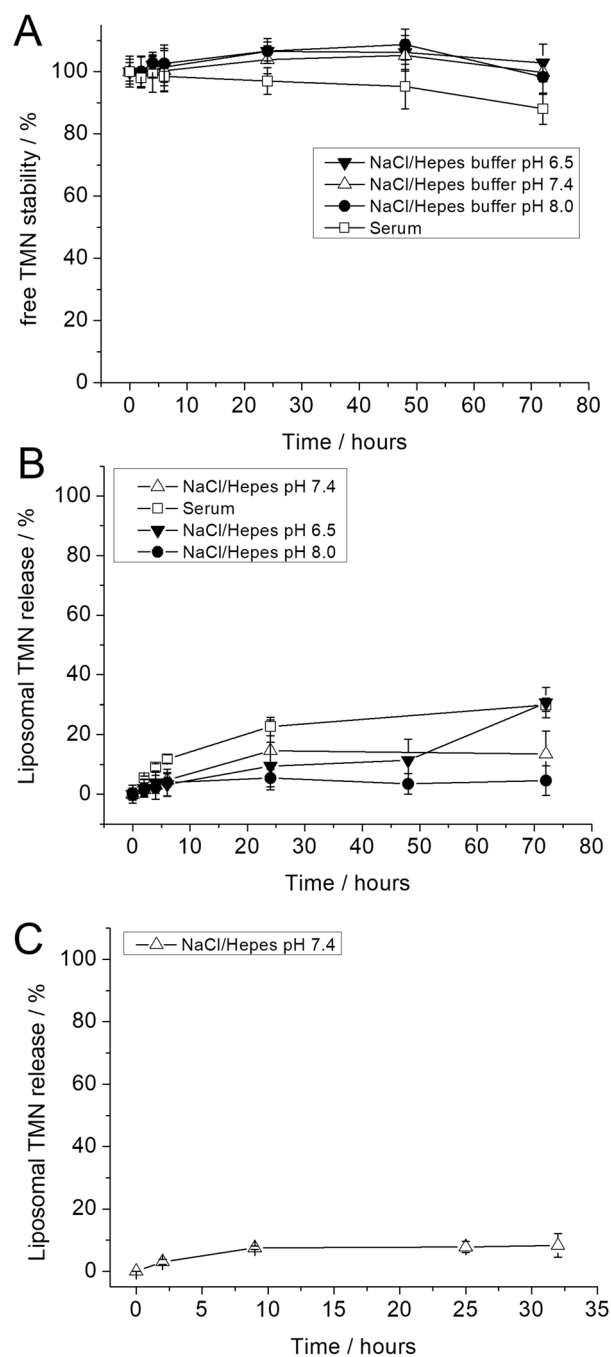 A
free TMN stability / %
100
80
60
40
20
0
NaCl/Hepes buffer pH 6.5
NaCl/Hepes buffer pH 7.4
NaCl/Hepes buffer pH 8.0
Serum
0 10 20 30 40 50 60 70 80
Time / hours
B
Liposomal TMN release / %
100
80
60
40
20
0
NaCl/Hepes pH 7.4
Serum
NaCl/Hepes pH 6.5
NaCl/Hepes pH 8.0
0 10 20 30 40 50 60 70 80
Time / hours
C
Liposomal TMN release / %
100
80
60
40
20
0
NaCl/Hepes pH 7.4
0 5 10 15 20 25 30 35
Time / hours